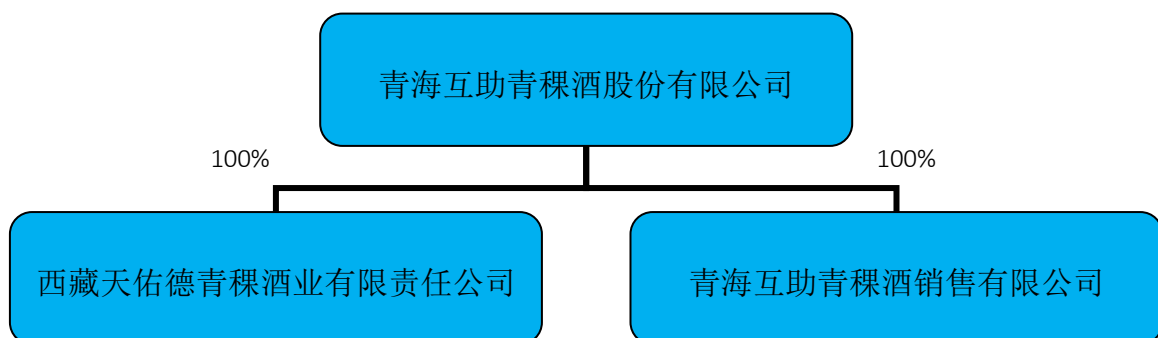 青海互助青稞酒股份有限公司
100%
100%
西藏天佑德青稞酒业有限责任公司
青海互助青稞酒销售有限公司